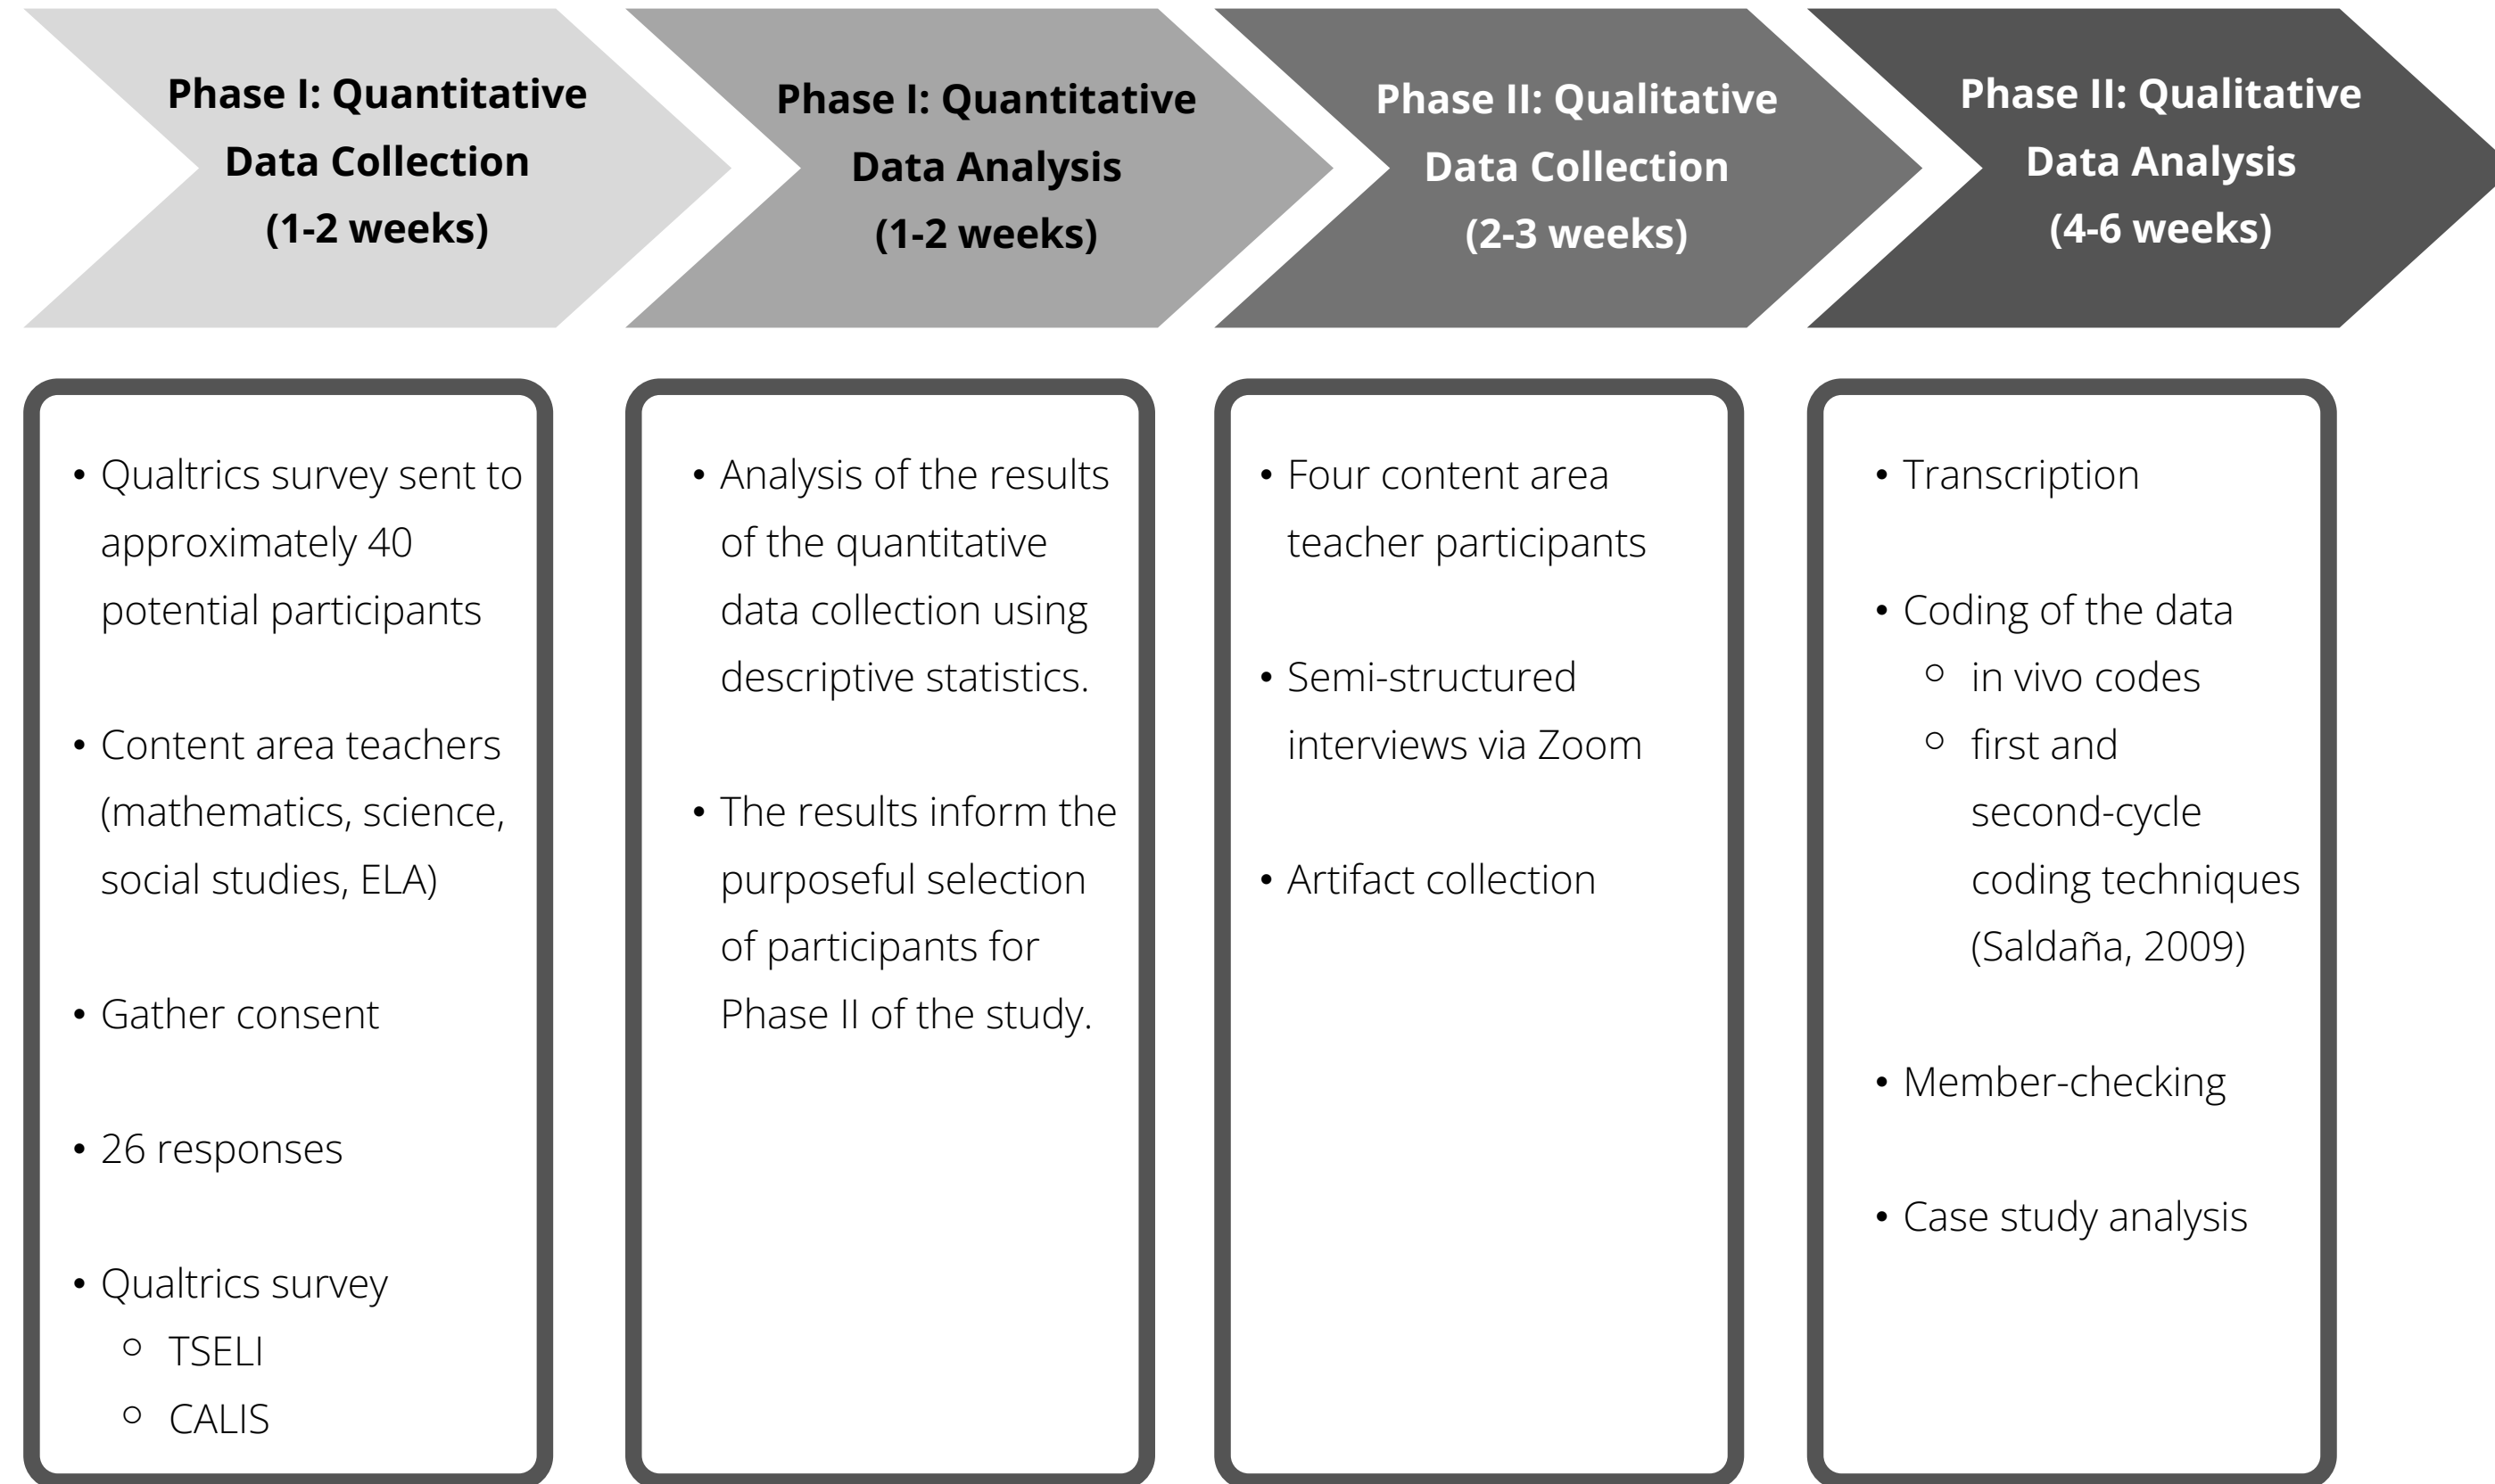 Phase I: Quantitative
Data Collection
(1-2 weeks)
Phase I: Quantitative
Data Analysis
(1-2 weeks)
Phase II: Qualitative
Data Collection
(2-3 weeks)
Phase II: Qualitative
Data Analysis
(4-6 weeks)
• Qualtrics survey sent to
approximately 40
potential participants
• Content area teachers
(mathematics, science,
social studies, ELA)
• Gather consent
• 26 responses
• Qualtrics survey
○ TSELI
○ CALIS
• Analysis of the results
of the quantitative
data collection using
descriptive statistics.
• The results inform the
purposeful selection
of participants for
Phase II of the study.
• Four content area
teacher participants
• Semi-structured
interviews via Zoom
• Artifact collection
• Transcription
• Coding of the data
○ in vivo codes
○ first and
second-cycle
coding techniques
(Saldaña, 2009)
• Member-checking
• Case study analysis